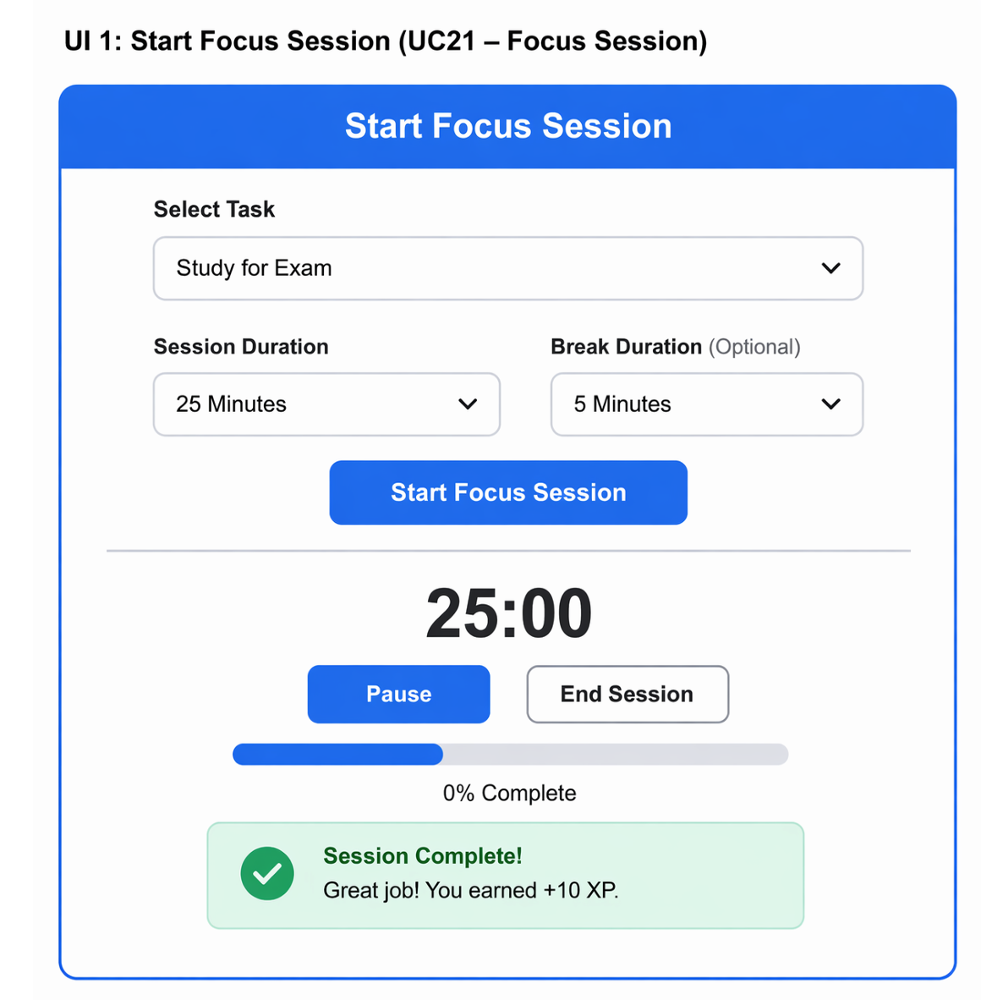 UI 1: Start Focus Session (UC21 – Focus Session)
Start Focus Session
Select Task
Study for Exam
Session Duration
Break Duration (Optional)
25 Minutes
5 Minutes
Start Focus Session
25:00
Pause
End Session
0% Complete
Session Complete!
Great job! You earned +10 XP.